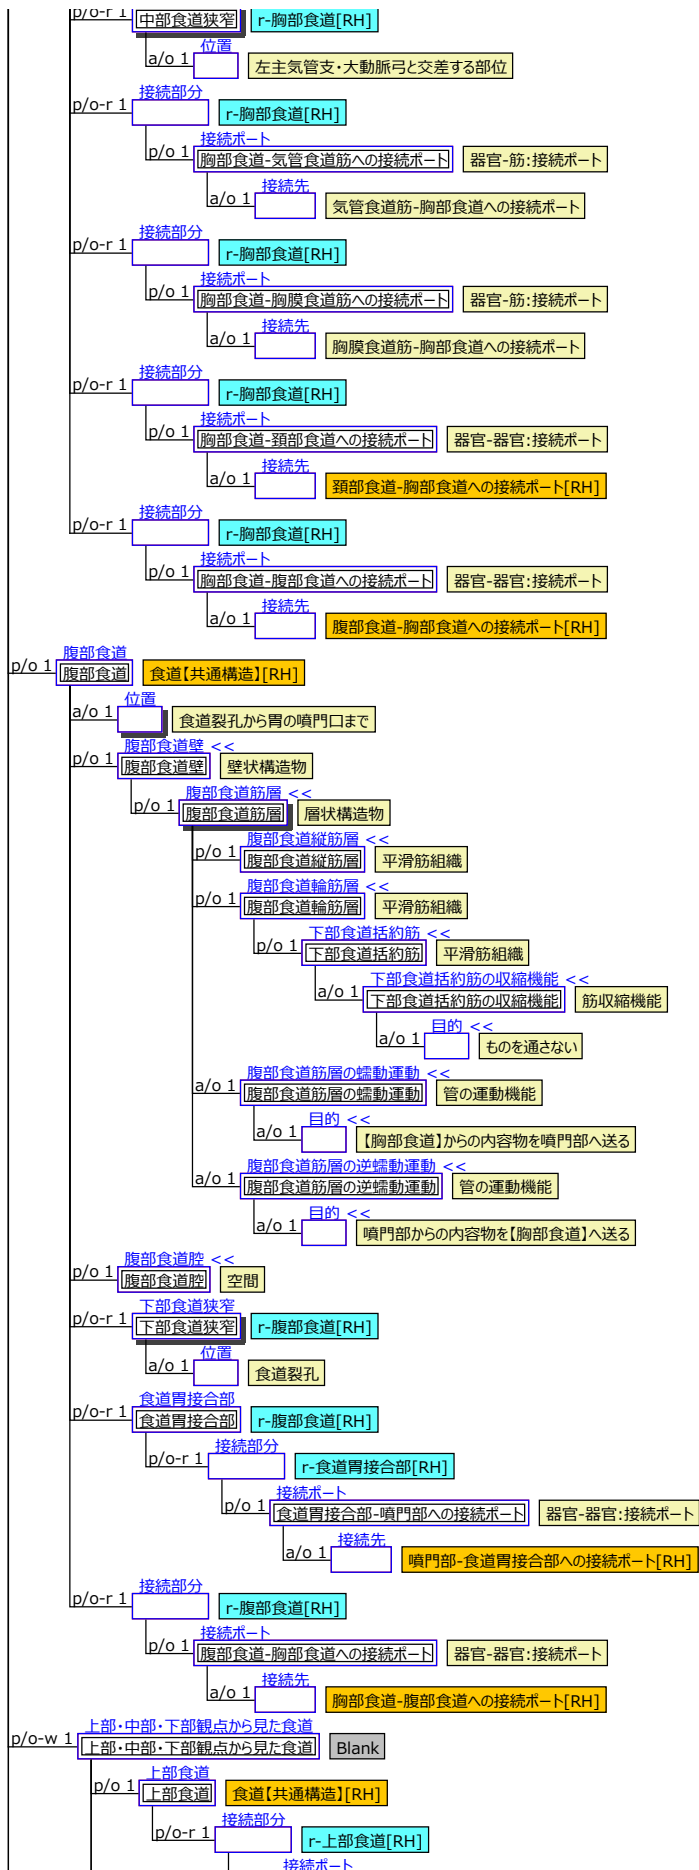 p/o-r 1 中部食道狭窄 r-胸部食道[RH]
位置
a/o 1 左主気管支・大動脈弓と交差する部位
接続部分
p/o-r 1 r-胸部食道[RH]
接続ポート
p/o 1 胸部食道-気管食道筋への接続ポート 器官-筋:接続ポート
接続先
a/o 1 気管食道筋-胸部食道への接続ポート
接続部分
p/o-r 1 r-胸部食道[RH]
接続ポート
p/o 1 胸部食道-胸膜食道筋への接続ポート 器官-筋:接続ポート
接続先
a/o 1 胸膜食道筋-胸部食道への接続ポート
接続部分
p/o-r 1 r-胸部食道[RH]
接続ポート
p/o 1 胸部食道-頚部食道への接続ポート 器官-器官:接続ポート
接続先
a/o 1 頚部食道-胸部食道への接続ポート[RH]
接続部分
p/o-r 1 r-胸部食道[RH]
接続ポート
p/o 1 胸部食道-腹部食道への接続ポート 器官-器官:接続ポート
接続先
a/o 1 腹部食道-胸部食道への接続ポート[RH]
腹部食道
p/o 1 腹部食道 食道【共通構造】[RH]
位置
a/o 1 食道裂孔から胃の噴門口まで
腹部食道壁 <<
p/o 1 腹部食道壁 壁状構造物
腹部食道筋層 <<
p/o 1 腹部食道筋層 層状構造物
腹部食道縦筋層 <<
p/o 1 腹部食道縦筋層 平滑筋組織
腹部食道輪筋層 <<
p/o 1 腹部食道輪筋層 平滑筋組織
下部食道括約筋 <<
p/o 1 下部食道括約筋 平滑筋組織
下部食道括約筋の収縮機能 <<
a/o 1 下部食道括約筋の収縮機能 筋収縮機能
目的 <<
a/o 1 ものを通さない
腹部食道筋層の蠕動運動 <<
a/o 1 腹部食道筋層の蠕動運動 管の運動機能
目的 <<
a/o 1 【胸部食道】からの内容物を噴門部へ送る
腹部食道筋層の逆蠕動運動 <<
a/o 1 腹部食道筋層の逆蠕動運動 管の運動機能
目的 <<
a/o 1 噴門部からの内容物を【胸部食道】へ送る
腹部食道腔 <<
p/o 1 腹部食道腔 空間
下部食道狭窄
p/o-r 1 下部食道狭窄 r-腹部食道[RH]
位置
a/o 1 食道裂孔
食道胃接合部
p/o-r 1 食道胃接合部 r-腹部食道[RH]
接続部分
p/o-r 1 r-食道胃接合部[RH]
接続ポート
p/o 1 食道胃接合部-噴門部への接続ポート 器官-器官:接続ポート
接続先
a/o 1 噴門部-食道胃接合部への接続ポート[RH]
接続部分
p/o-r 1 r-腹部食道[RH]
接続ポート
p/o 1 腹部食道-胸部食道への接続ポート 器官-器官:接続ポート
接続先
a/o 1 胸部食道-腹部食道への接続ポート[RH]
上部・中部・下部観点から見た食道
p/o-w 1 上部・中部・下部観点から見た食道 Blank
上部食道
p/o 1 上部食道 食道【共通構造】[RH]
接続部分
p/o-r 1 r-上部食道[RH]
接続ポート